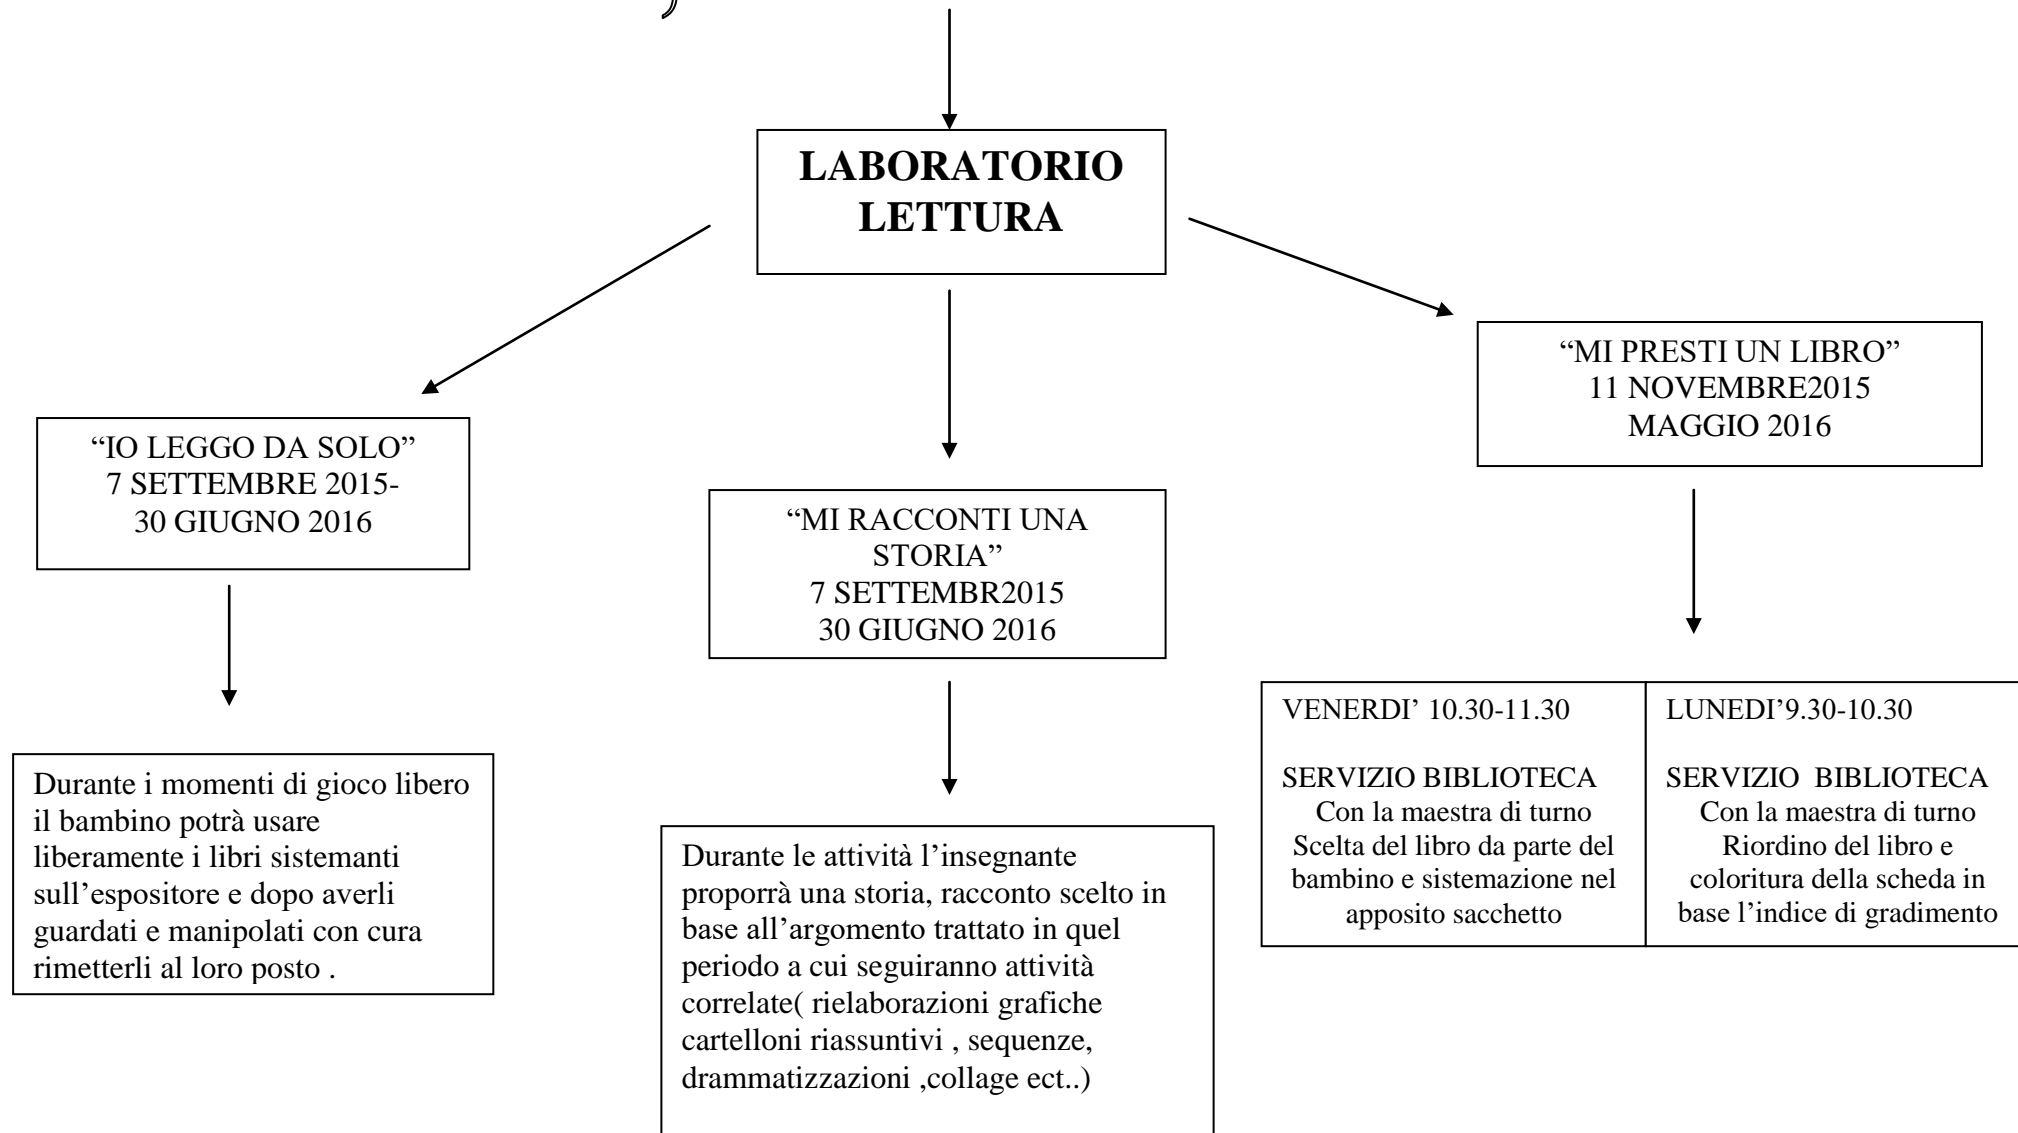 LABORATORIO
LETTURA
“IO LEGGO DA SOLO”
7 SETTEMBRE 2015-
30 GIUGNO 2016
“MI RACCONTI UNA
STORIA”
7 SETTEMBR2015
30 GIUGNO 2016
“MI PRESTI UN LIBRO”
11 NOVEMBRE2015
MAGGIO 2016
Durante i momenti di gioco libero
il bambino potrà usare
liberamente i libri sistemanti
sull’espositore e dopo averli
guardati e manipolati con cura
rimetterli al loro posto .
Durante le attività l’insegnante
proporrà una storia, racconto scelto in
base all’argomento trattato in quel
periodo a cui seguiranno attività
correlate( rielaborazioni grafiche
cartelloni riassuntivi , sequenze,
drammatizzazioni ,collage ect..)
VENERDI’ 10.30-11.30
SERVIZIO BIBLIOTECA
Con la maestra di turno
Scelta del libro da parte del
bambino e sistemazione nel
apposito sacchetto
LUNEDI’9.30-10.30
SERVIZIO  BIBLIOTECA
Con la maestra di turno
Riordino del libro e
coloritura della scheda in
base l’indice di gradimento